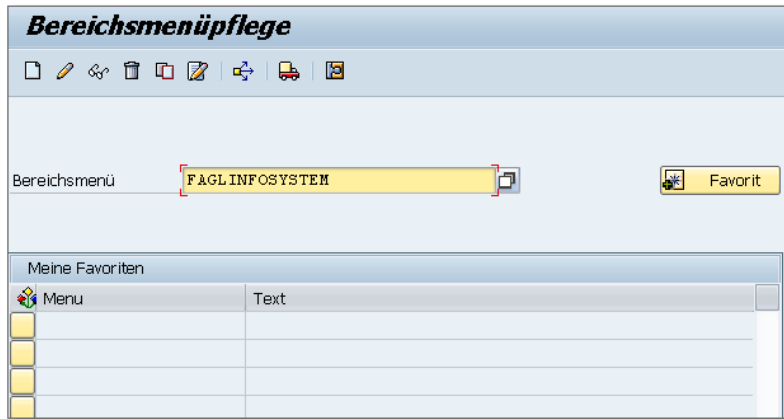 Bereichsmenüpflege
Bereichsmenü FAGLINFOSYSTEM Favorit
Meine Favoriten
Menu Text